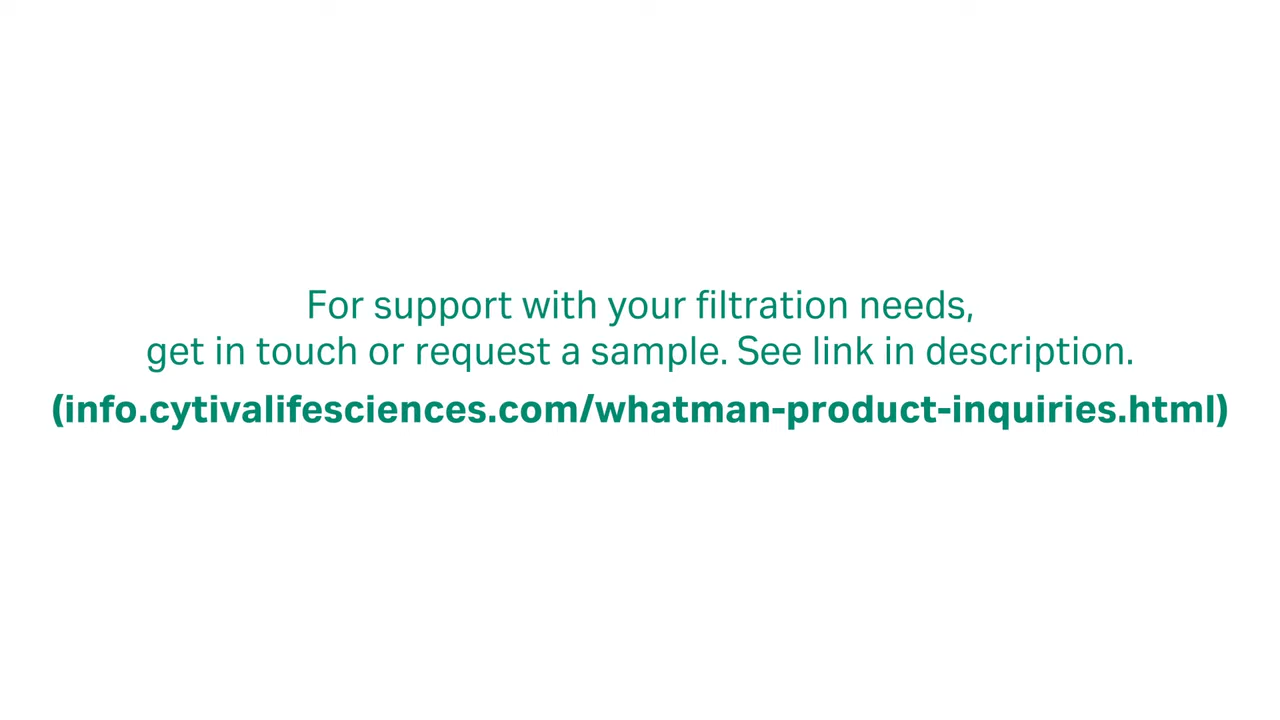 For support with your filtration needs,
get in touch or request a sample. See link in description.
(info.cytivalifesciences.com/whatman-product-inquiries.html)